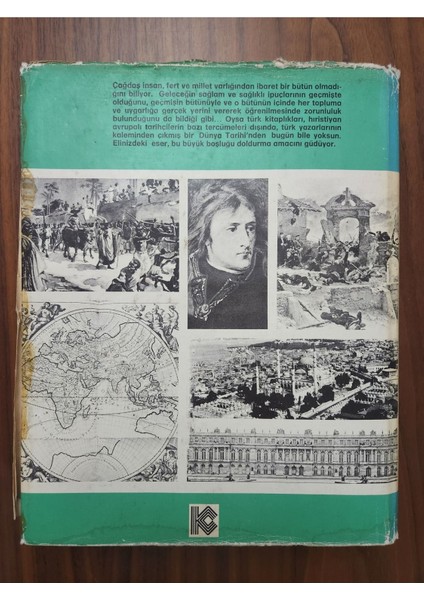 Çağdaş insan, fert ve millet varlığından ibaret bir bütün olmadı-
ğını biliyor. Geleceğin sağlam ve sağlıklı ipuçlarının geçmişte
olduğunu, geçmişin bütünüyle ve o bütünün içinde her topluma
ve uygarlığa gerçek yerini vererek öğrenilmesinde zorunluluk
bulunduğunu da bildiği gibi... Oysa türk kitaplıkları, hıristiyan
avrupalı tarihçilerin bazı tercümeleri dışında, türk yazarlarının
kaleminden çıkmış bir Dünya Tarihi'nden bugün bile yoksun.
Elinizdeki eser, bu büyük boşluğu doldurma amacını güdüyor.